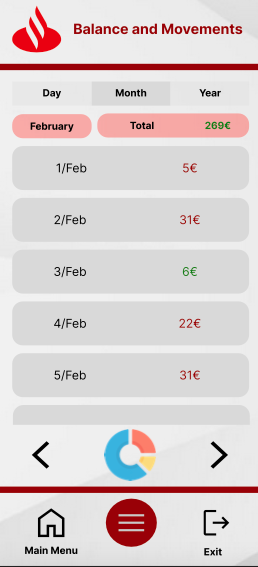 Balance and Movements
Day Month Year
February Total 269€
1/Feb 5€
2/Feb 31€
3/Feb 6€
4/Feb 22€
5/Feb 31€
Main Menu Exit